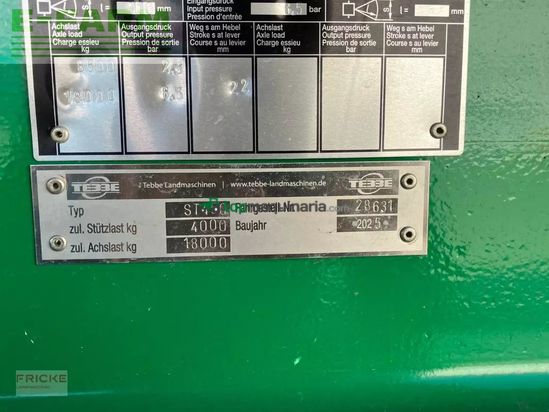 mm
Eingangsdruck
Input pressure
Pression d'entrée
bar
mm
Achslast
Axle load
Charge essieu
kg
Ausgangsdruck
Output pressure
Pression de sortie
bar
Weg s am Hebel
Stroke s at lever
Course s au levier
mm
Achslast
Axle load
Charge essieu
kg
Ausgangsdruck
Output pressure
Pression de sortie
bar
Weg s am Hebel
Stroke s at lever
Course s au levier
mm
22
TEBBE
TEBBE
Tebbe Landmaschinen | www.tebbe-landmaschinen.de
Typ
28631
zul. Stützlast kg 4000 Baujahr 2025
zul. Achslast kg 18000
FRICKE